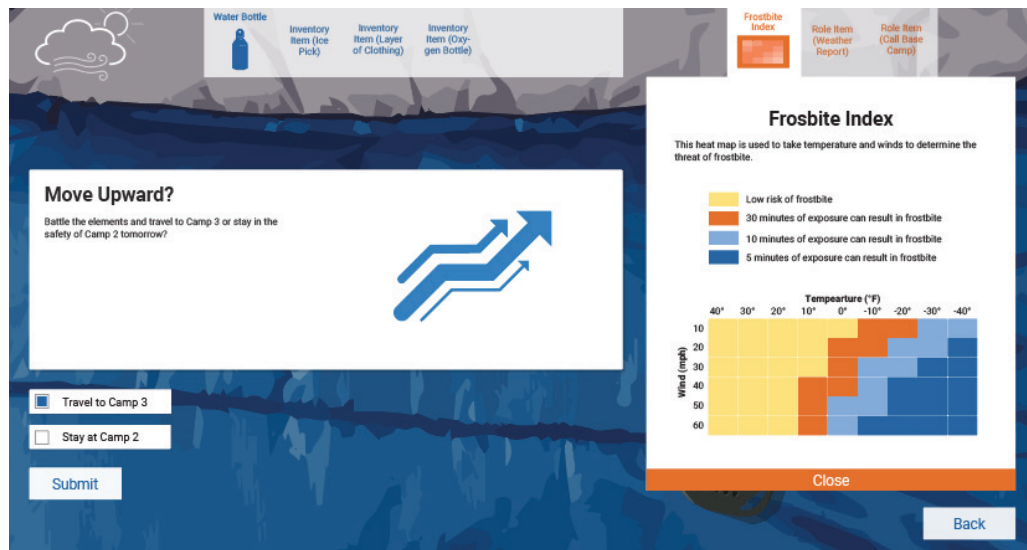 Water Bottle
Inventory
Item (Ice
Pick)
Inventory
Item (Layer
of Clothing)
Inventory
Item (Oxy-
gen Bottle)
Frostbite
Index
Role Item
(Weather
Report)
Role Item
(Call Base
Camp)
Move Upward?
Battle the elements and travel to Camp 3 or stay in the
safety of Camp 2 tomorrow?
Travel to Camp 3
Stay at Camp 2
Submit
Frosbite Index
This heat map is used to take temperature and winds to determine the
threat of frostbite.
Low risk of frostbite
30 minutes of exposure can result in frostbite
10 minutes of exposure can result in frostbite
5 minutes of exposure can result in frostbite
Tempearture (°F)
40° 30° 20° 10° 0° -10° -20° -30° -40°
Wind (mph)
10
20
30
40
50
60
Close
Back